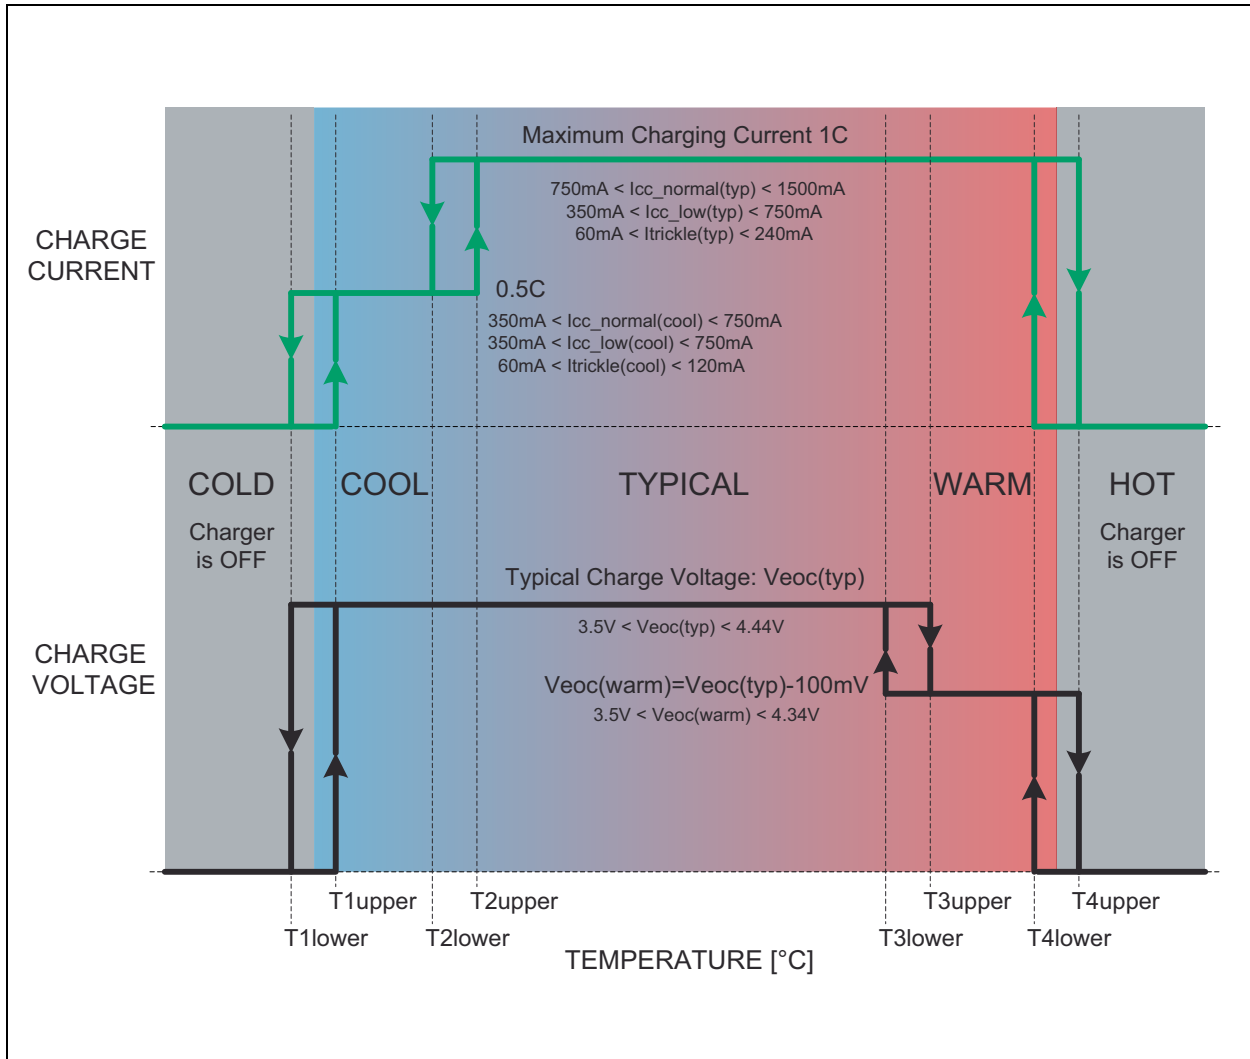 Maximum Charging Current 1C
750mA < Icc_normal(typ) < 1500mA
350mA < Icc_low(typ) < 750mA
60mA < Itrickle(typ) < 240mA
CHARGE
CURRENT
0.5C
350mA < Icc_normal(cool) < 750mA
350mA < Icc_low(cool) < 750mA
60mA < Itrickle(cool) < 120mA
COLD
COOL
TYPICAL
WARM
HOT
Charger
is OFF
Charger
is OFF
Typical Charge Voltage: Veoc(typ)
3.5V < Veoc(typ) < 4.44V
CHARGE
VOLTAGE
Veoc(warm)=Veoc(typ)-100mV
3.5V < Veoc(warm) < 4.34V
T1upper
T2upper
T3upper
T4upper
T1lower
T2lower
T3lower
T4lower
TEMPERATURE [°C]